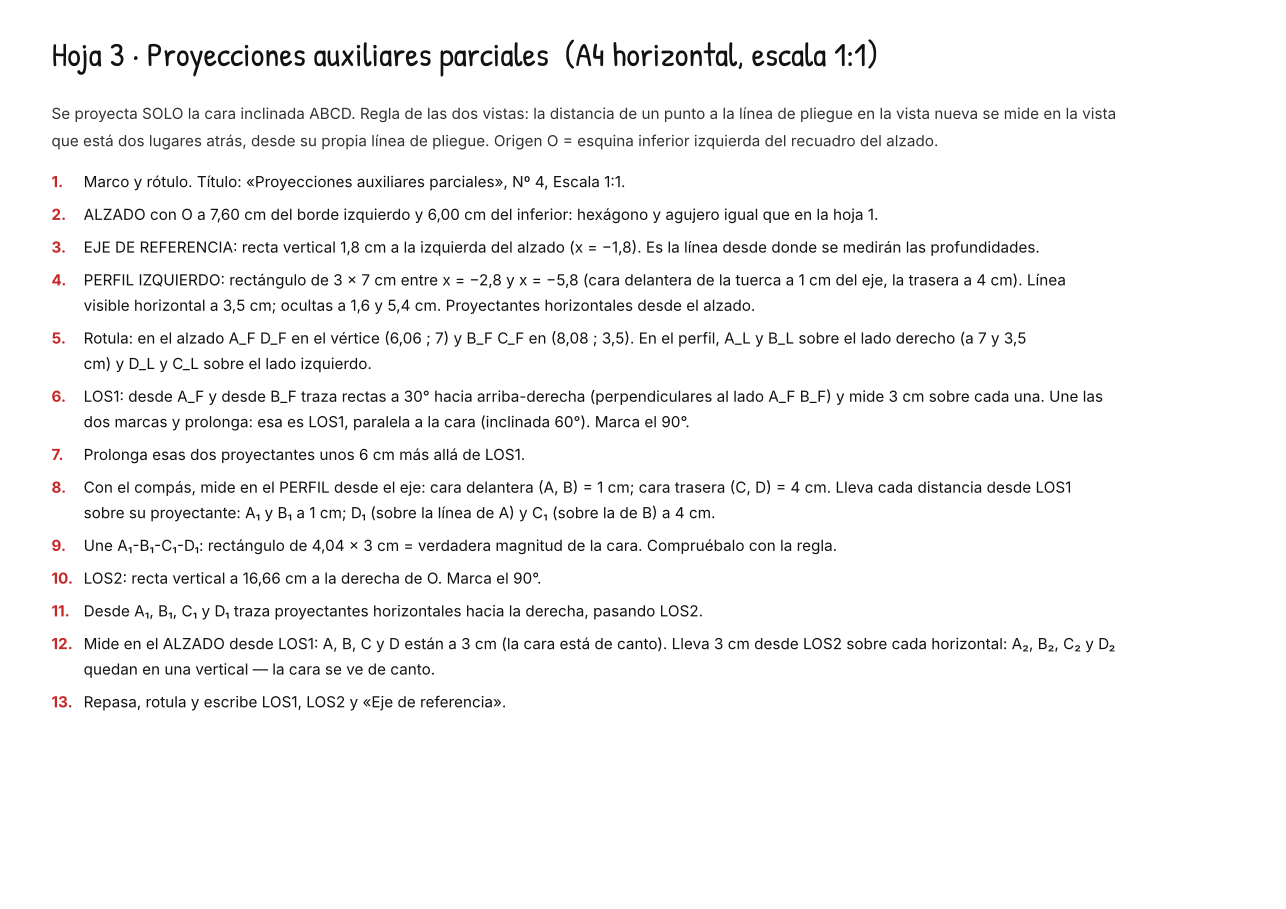 Hoja 3 · Proyecciones auxiliares parciales (A4 horizontal, escala 1:1)
Se proyecta SOLO la cara inclinada ABCD. Regla de las dos vistas: la distancia de un punto a la línea de pliegue en la vista nueva se mide en la vista
que está dos lugares atrás, desde su propia línea de pliegue. Origen O = esquina inferior izquierda del recuadro del alzado.
1. Marco y rótulo. Título: «Proyecciones auxiliares parciales», Nº 4, Escala 1:1.
2. ALZADO con O a 7,60 cm del borde izquierdo y 6,00 cm del inferior: hexágono y agujero igual que en la hoja 1.
3. EJE DE REFERENCIA: recta vertical 1,8 cm a la izquierda del alzado (x = −1,8). Es la línea desde donde se medirán las profundidades.
4. PERFIL IZQUIERDO: rectángulo de 3 × 7 cm entre x = −2,8 y x = −5,8 (cara delantera de la tuerca a 1 cm del eje, la trasera a 4 cm). Línea
visible horizontal a 3,5 cm; ocultas a 1,6 y 5,4 cm. Proyectantes horizontales desde el alzado.
5. Rotula: en el alzado A_F D_F en el vértice (6,06 ; 7) y B_F C_F en (8,08 ; 3,5). En el perfil, A_L y B_L sobre el lado derecho (a 7 y 3,5
cm) y D_L y C_L sobre el lado izquierdo.
6. LOS1: desde A_F y desde B_F traza rectas a 30° hacia arriba-derecha (perpendiculares al lado A_F B_F) y mide 3 cm sobre cada una. Une las
dos marcas y prolonga: esa es LOS1, paralela a la cara (inclinada 60°). Marca el 90°.
7. Prolonga esas dos proyectantes unos 6 cm más allá de LOS1.
8. Con el compás, mide en el PERFIL desde el eje: cara delantera (A, B) = 1 cm; cara trasera (C, D) = 4 cm. Lleva cada distancia desde LOS1
sobre su proyectante: A₁ y B₁ a 1 cm; D₁ (sobre la línea de A) y C₁ (sobre la de B) a 4 cm.
9. Une A₁-B₁-C₁-D₁: rectángulo de 4,04 × 3 cm = verdadera magnitud de la cara. Compruébalo con la regla.
10. LOS2: recta vertical a 16,66 cm a la derecha de O. Marca el 90°.
11. Desde A₁, B₁, C₁ y D₁ traza proyectantes horizontales hacia la derecha, pasando LOS2.
12. Mide en el ALZADO desde LOS1: A, B, C y D están a 3 cm (la cara está de canto). Lleva 3 cm desde LOS2 sobre cada horizontal: A₂, B₂, C₂ y D₂
quedan en una vertical — la cara se ve de canto.
13. Repasa, rotula y escribe LOS1, LOS2 y «Eje de referencia».